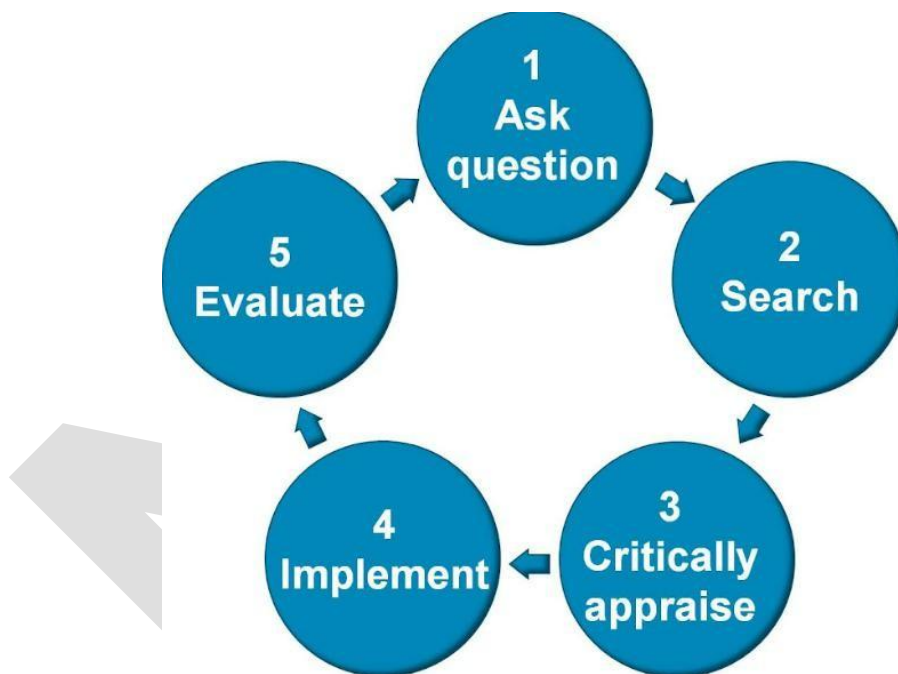 1
Ask
question
2
Search
3
Critically
appraise
4
Implement
5
Evaluate